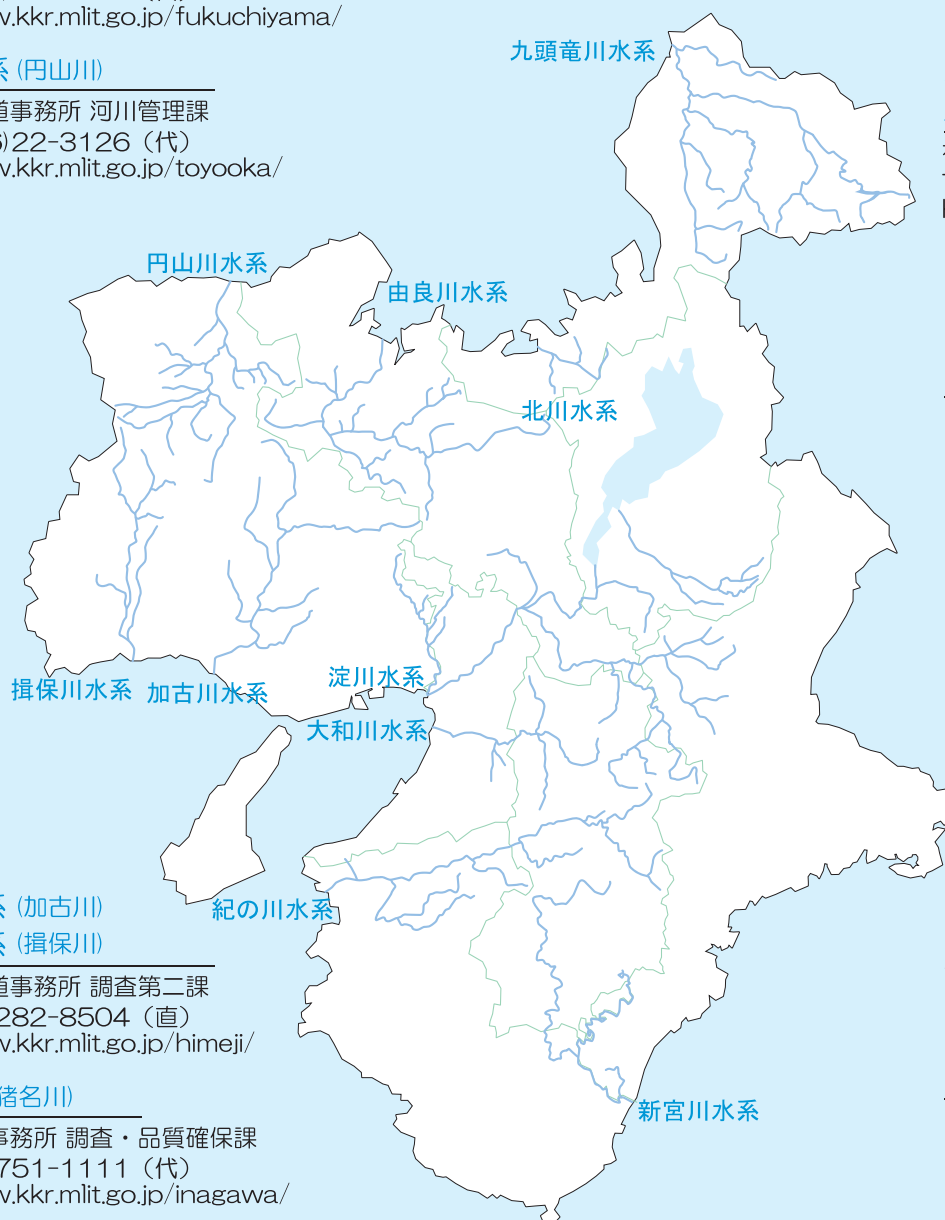 w.kkr.mlit.go.jp/fukuchiyama/
系 (円山川)
道事務所 河川管理課
6)22-3126（代）
w.kkr.mlit.go.jp/toyooka/
九頭竜川水系
円山川水系
由良川水系
北川水系
淀川水系
揖保川水系
加古川水系
大和川水系
紀の川水系
新宮川水系
系 (加古川)
系 (揖保川)
道事務所 調査第二課
282-8504（直）
w.kkr.mlit.go.jp/himeji/
猪名川)
事務所 調査・品質確保課
751-1111（代）
w.kkr.mlit.go.jp/inagawa/